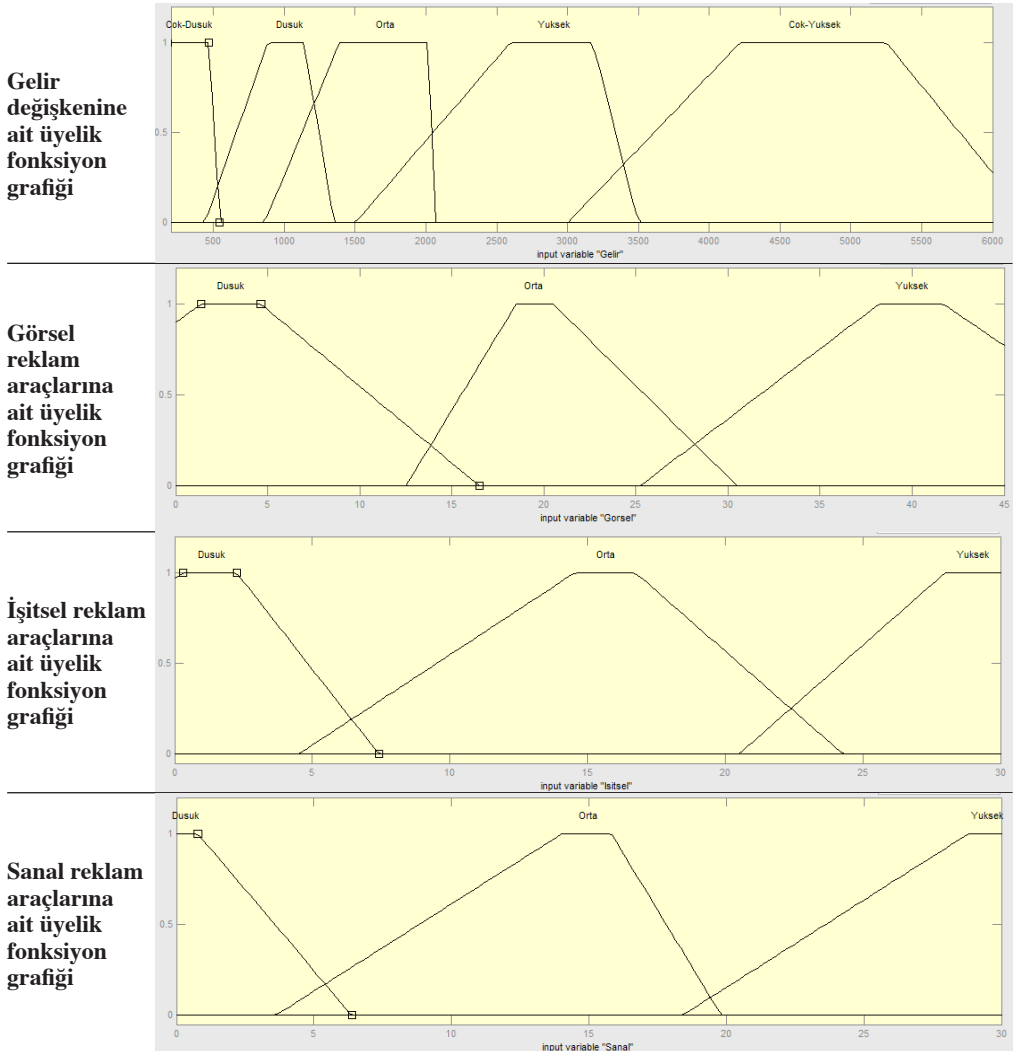 Gelir
değişkenine
ait üyelik
fonksiyon
grafiği
Cok-Dusuk Dusuk Orta Yuksek Cok-Yuksek
1
0.5
0
500 1000 1500 2000 2500 3000 3500 4000 4500 5000 5500 6000
input variable "Gelir"
Görsel
reklam
araçlarına
ait üyelik
fonksiyon
grafiği
Dusuk Orta Yuksek
1
0.5
0
0 5 10 15 20 25 30 35 40 45
input variable "Gorsel"
İşitsel reklam
araçlarına
ait üyelik
fonksiyon
grafiği
Dusuk Orta Yuksek
1
0.5
0
0 5 10 15 20 25 30
input variable "Isitsel"
Sanal reklam
araçlarına
ait üyelik
fonksiyon
grafiği
Dusuk Orta Yuksek
1
0.5
0
0 5 10 15 20 25 30
input variable "Sanal"